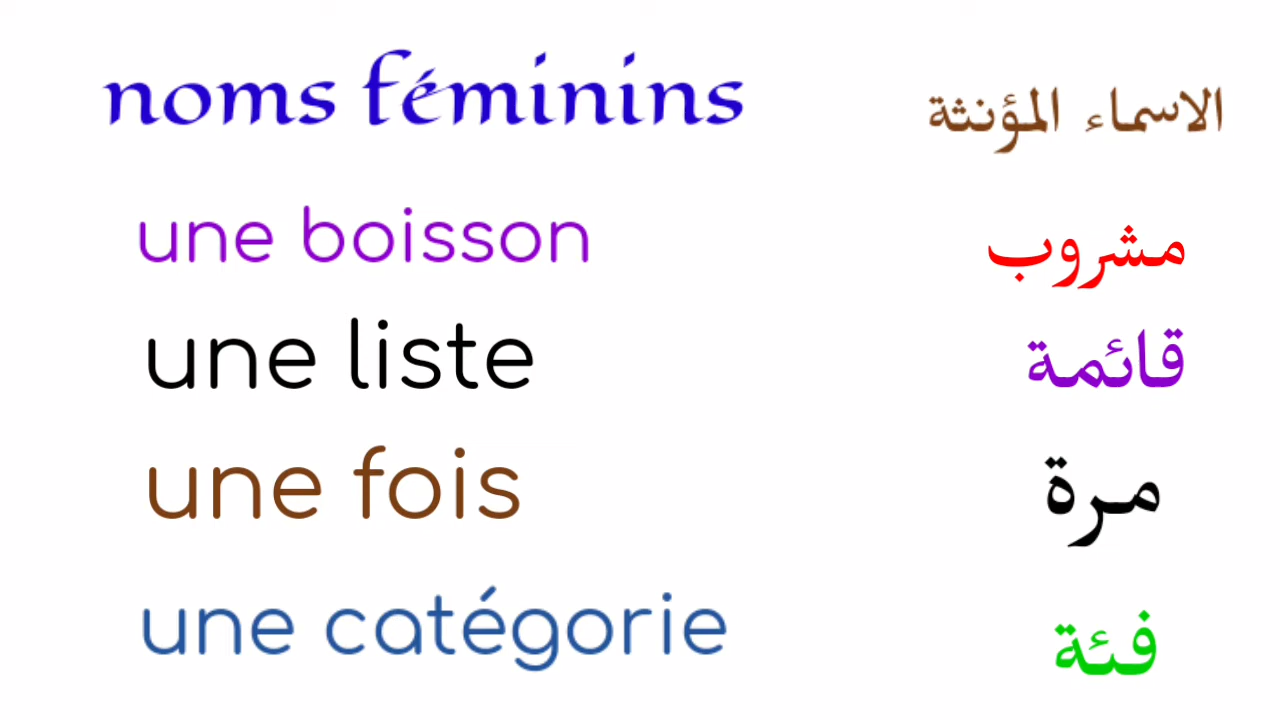 noms féminins الاسماء المؤنثة
une boisson مشروب
une liste قائمة
une fois مرة
une catégorie فئة